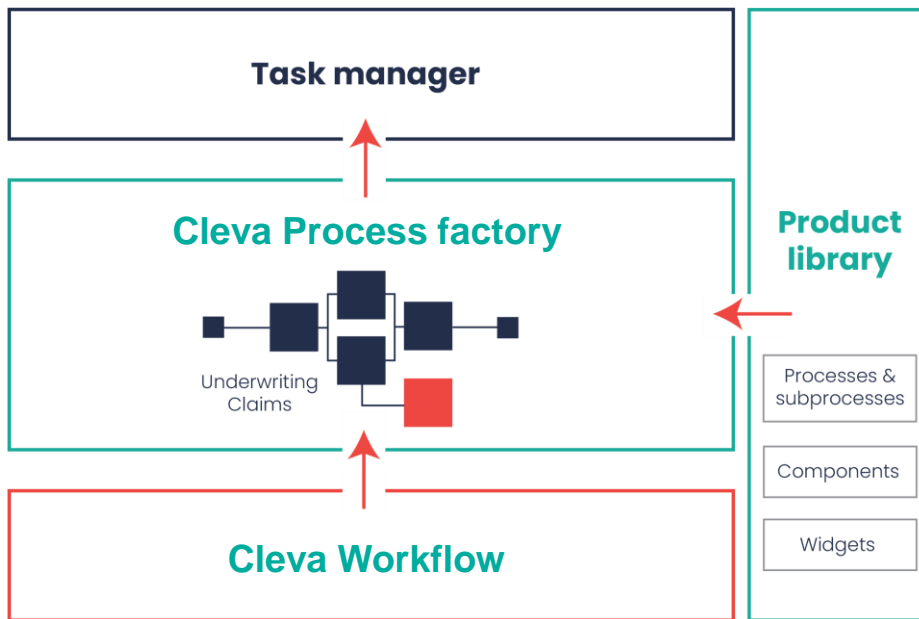 Task manager
Cleva Process factory
Underwriting
Claims
Cleva Workflow
Product
library
Processes &
subprocesses
Components
Widgets